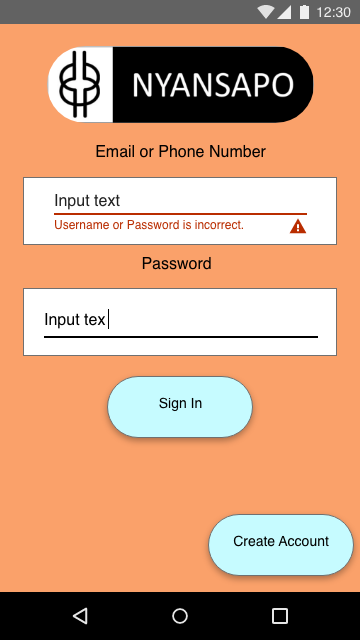 12:30
NYANSAPO
Email or Phone Number
Input text
Username or Password is incorrect.
Password
Input tex
Sign In
Create Account